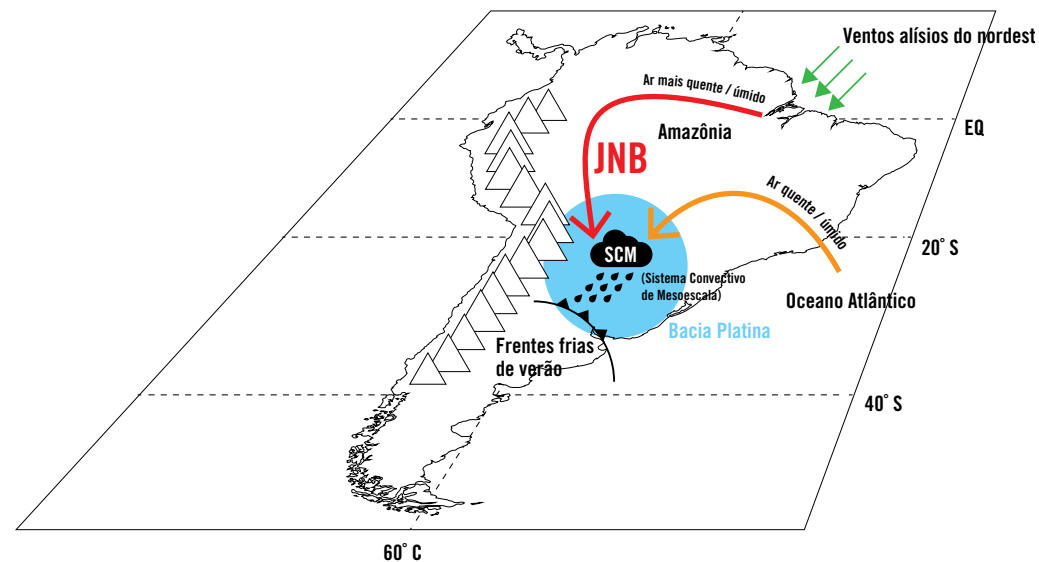 Ventos alísios do nordest
Ar mais quente / úmido
EQ
Amazônia
JNB
Ar quente / úmido
20° S
SCM
(Sistema Convectivo
de Mesoescala)
Oceano Atlântico
Bacia Platina
Frentes frias
de verão
40° S
60° C